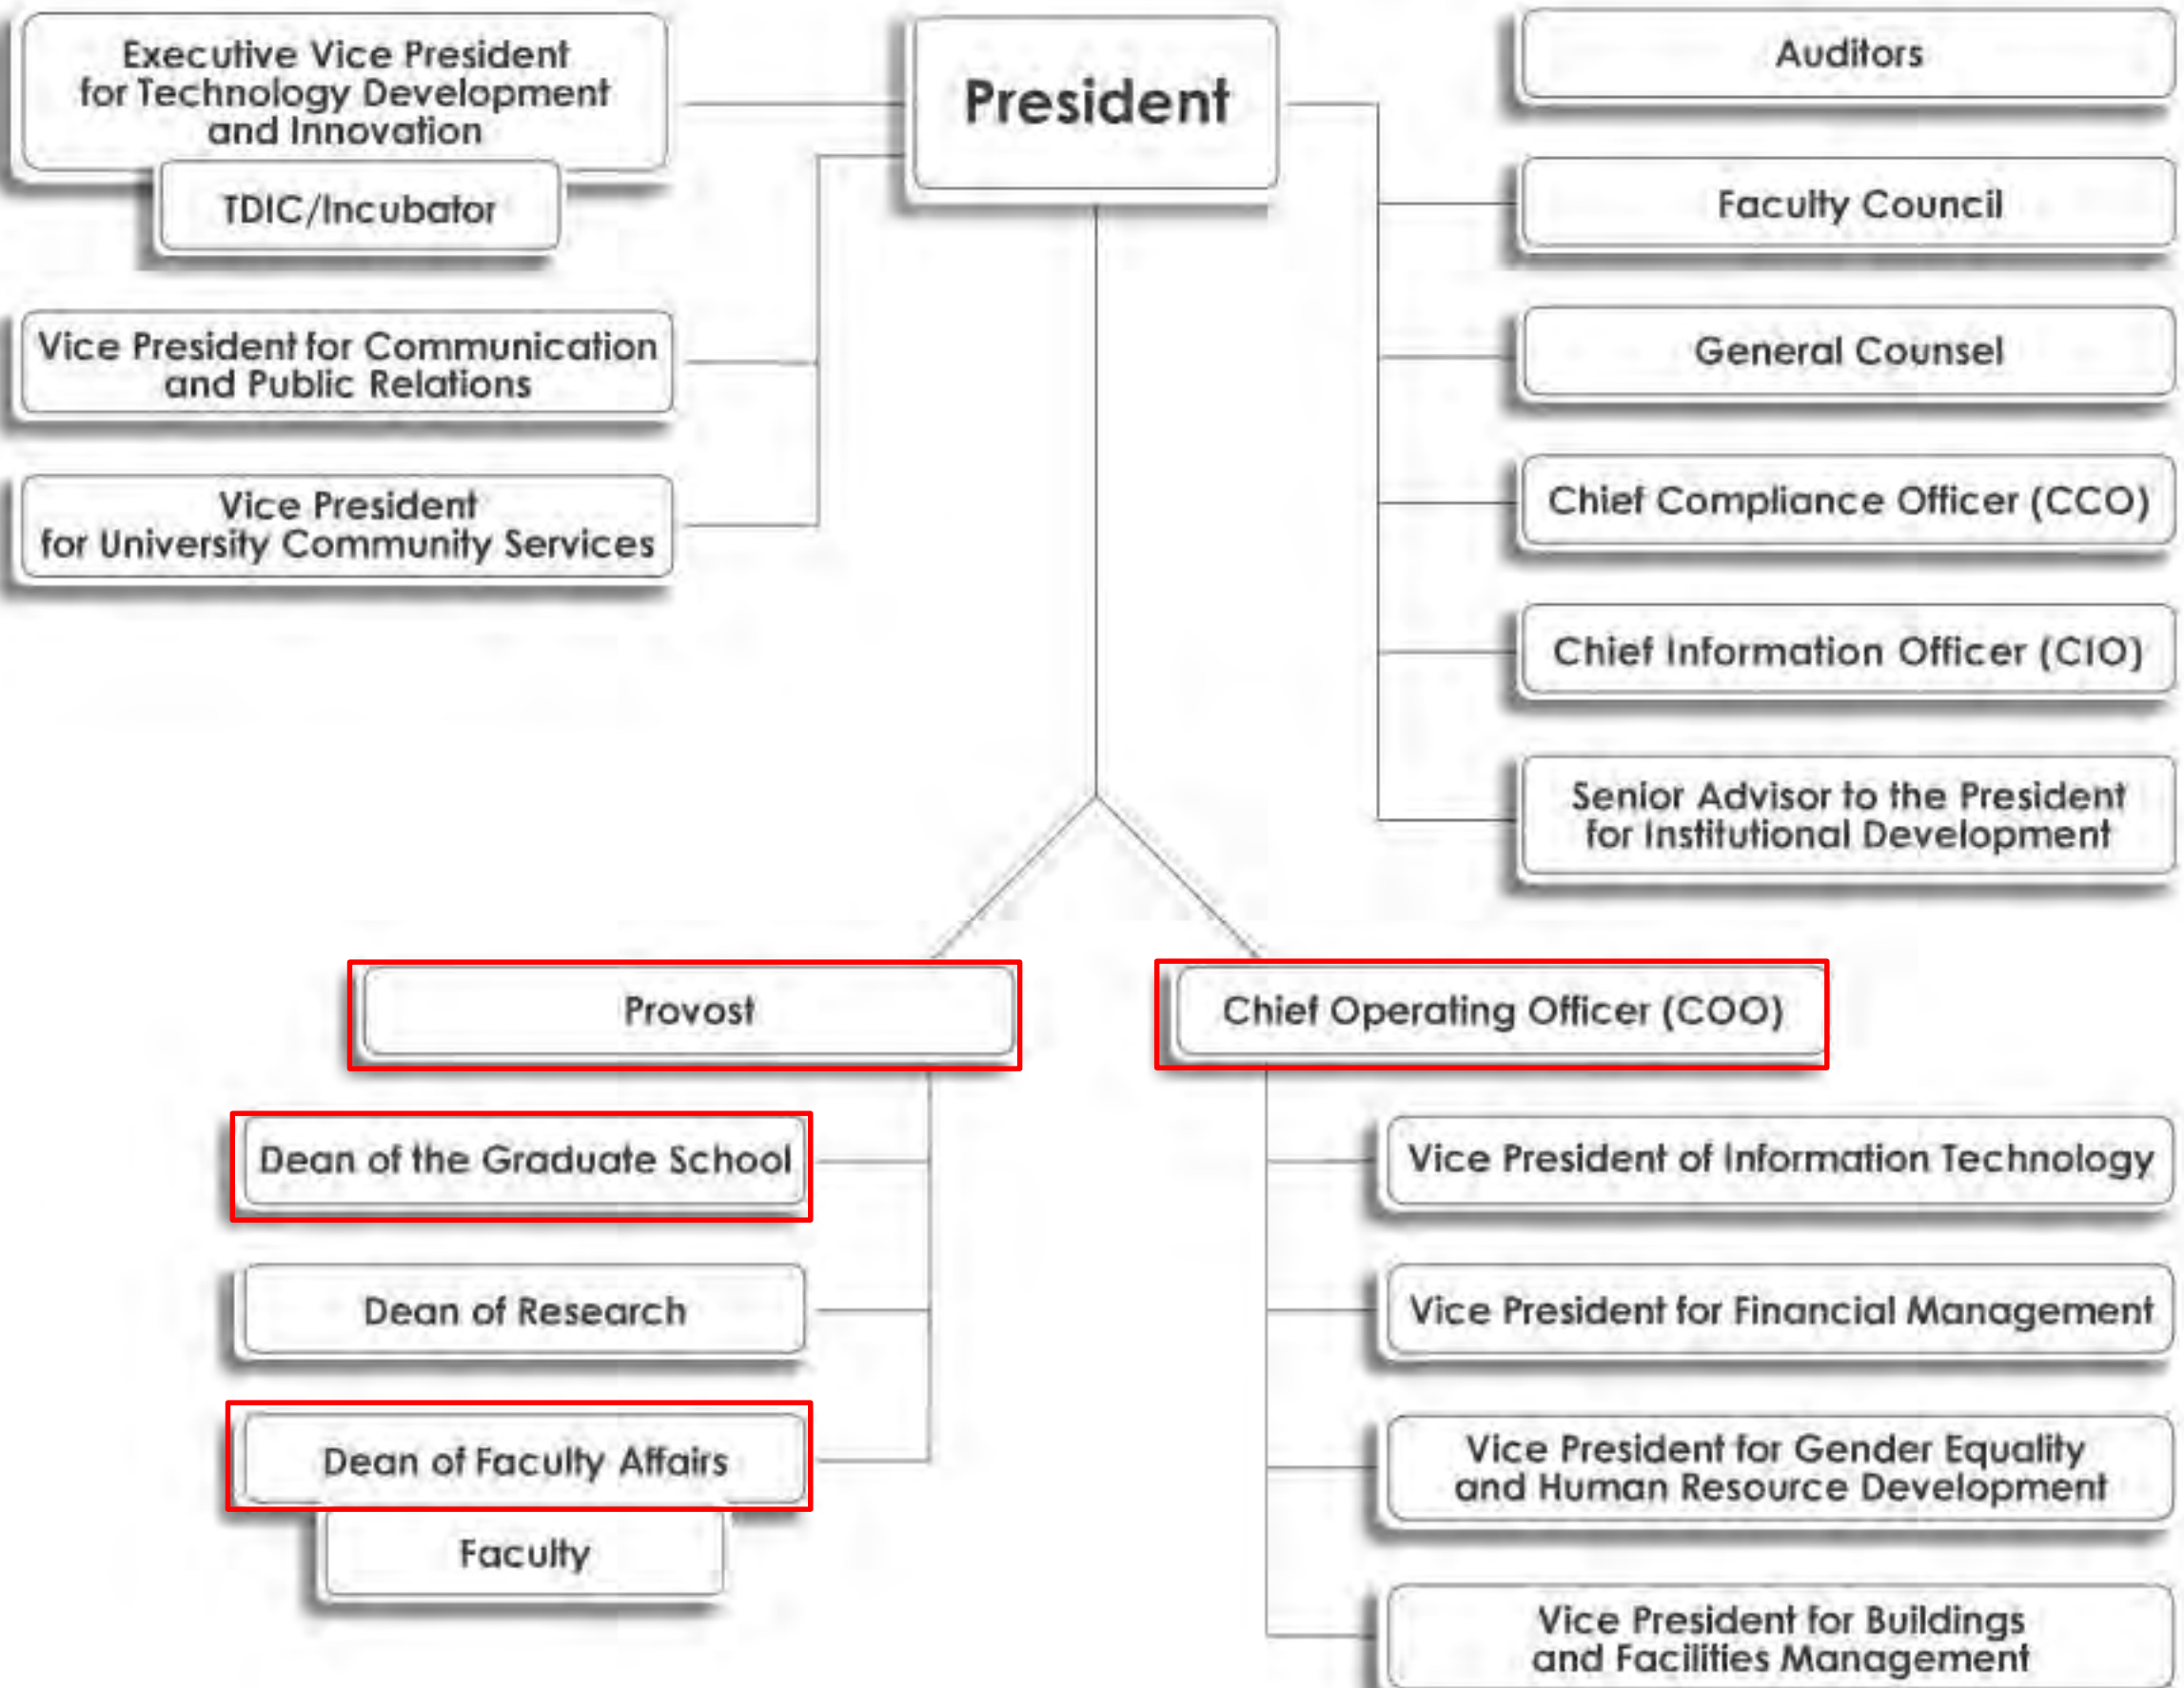 Executive Vice President
for Technology Development
and Innovation
TDIC/Incubator
Vice President for Communication
and Public Relations
Vice President
for University Community Services
President
Auditors
Faculty Council
General Counsel
Chief Compliance Officer (CCO)
Chief Information Officer (CIO)
Senior Advisor to the President
for Institutional Development
Provost
Dean of the Graduate School
Dean of Research
Dean of Faculty Affairs
Faculty
Chief Operating Officer (COO)
Vice President of Information Technology
Vice President for Financial Management
Vice President for Gender Equality
and Human Resource Development
Vice President for Buildings
and Facilities Management